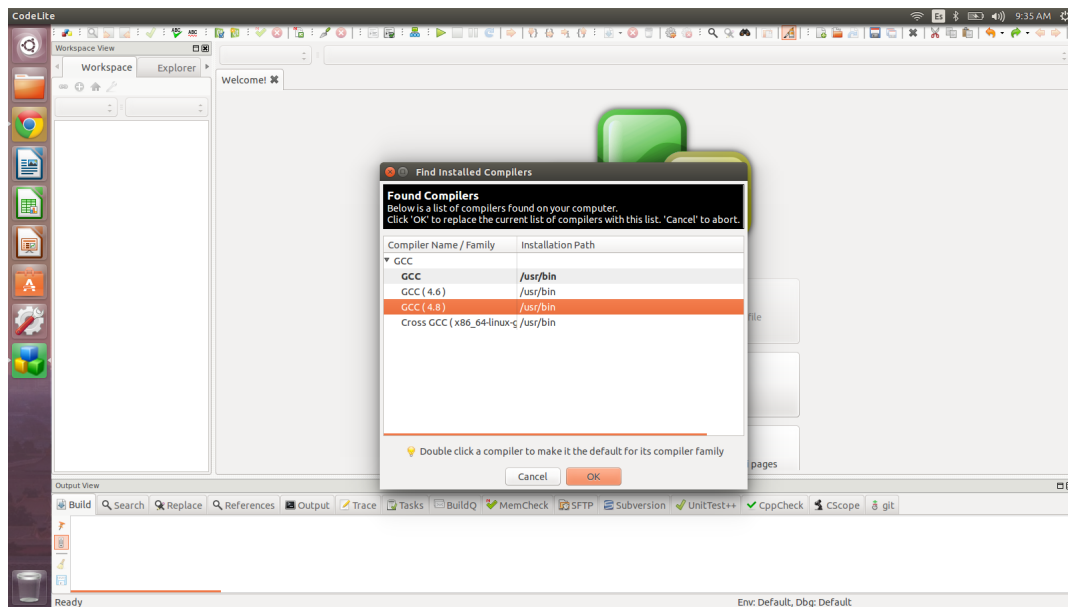 CodeLite
Es
9:35 AM
Workspace View
Workspace
Explorer
Welcome!
Find Installed Compilers
Found Compilers
Below is a list of compilers found on your computer.
Click 'OK' to replace the current list of compilers with this list. 'Cancel' to abort.
Compiler Name / Family Installation Path
GCC
GCC /usr/bin
GCC ( 4.6 ) /usr/bin
GCC ( 4.8 ) /usr/bin
Cross GCC ( x86_64-linux-g /usr/bin
file
Double click a compiler to make it the default for its compiler family
pages
Cancel OK
Output View
Build Search Replace References Output Trace Tasks BuildQ MemCheck SFTP Subversion UnitTest++ CppCheck CScope git
Ready
Env: Default, Dbg: Default